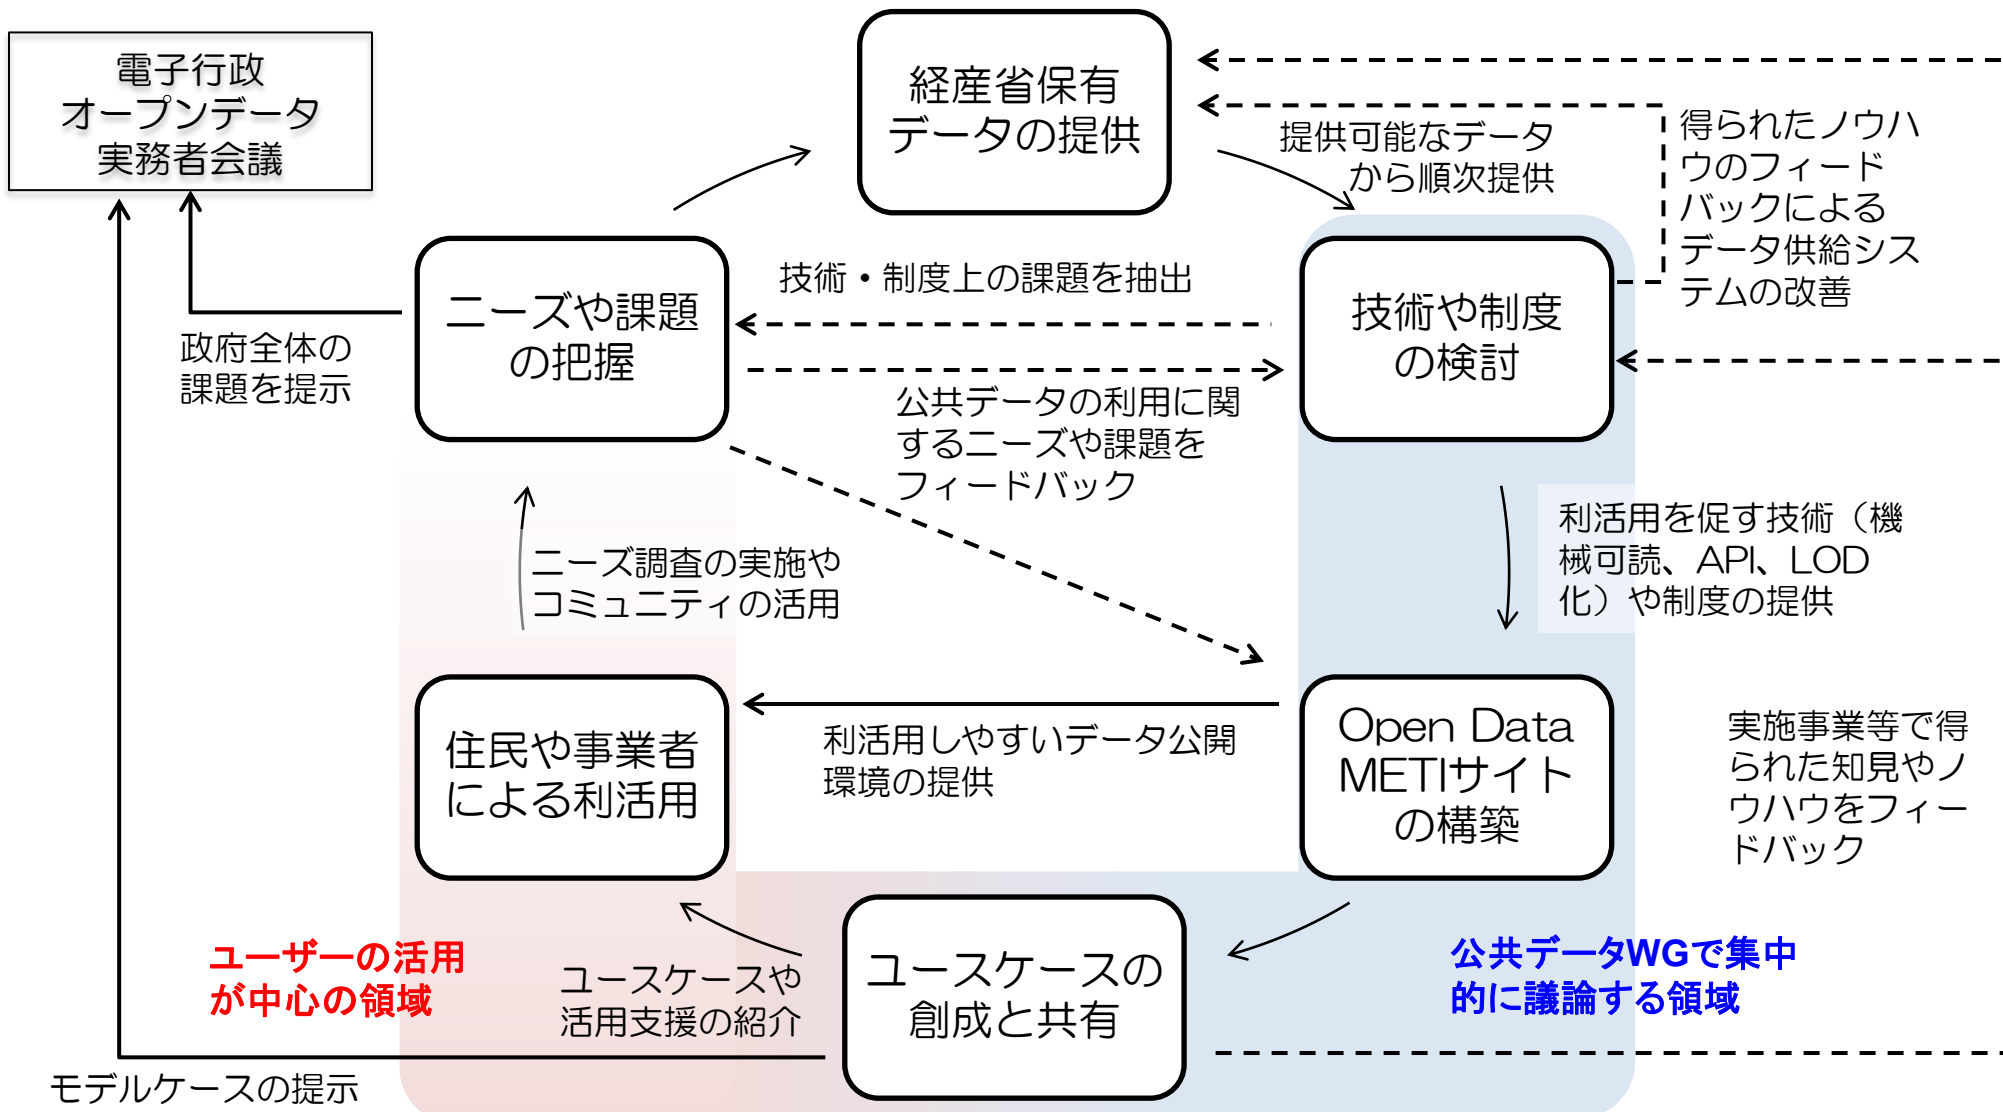 電子行政
オープンデータ
実務者会議
経産省保有
データの提供
提供可能なデータ
から順次提供
得られたノウハ
ウのフィード
バックによる
データ供給シス
テムの改善
ニーズや課題
の把握
技術・制度上の課題を抽出
技術や制度
の検討
政府全体の
課題を提示
公共データの利用に関
するニーズや課題を
フィードバック
ニーズ調査の実施や
コミュニティの活用
利活用を促す技術（機
械可読、API、LOD
化）や制度の提供
住民や事業者
による利活用
利活用しやすいデータ公開
環境の提供
Open Data
METIサイト
の構築
実施事業等で得
られた知見やノ
ウハウをフィー
ドバック
ユーザーの活用
が中心の領域
ユースケースや
活用支援の紹介
ユースケースの
創成と共有
公共データWGで集中
的に議論する領域
モデルケースの提示